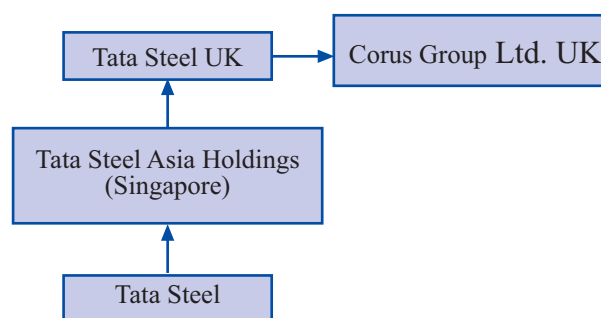 Tata Steel UK
Corus Group Ltd. UK
Tata Steel Asia Holdings
(Singapore)
Tata Steel